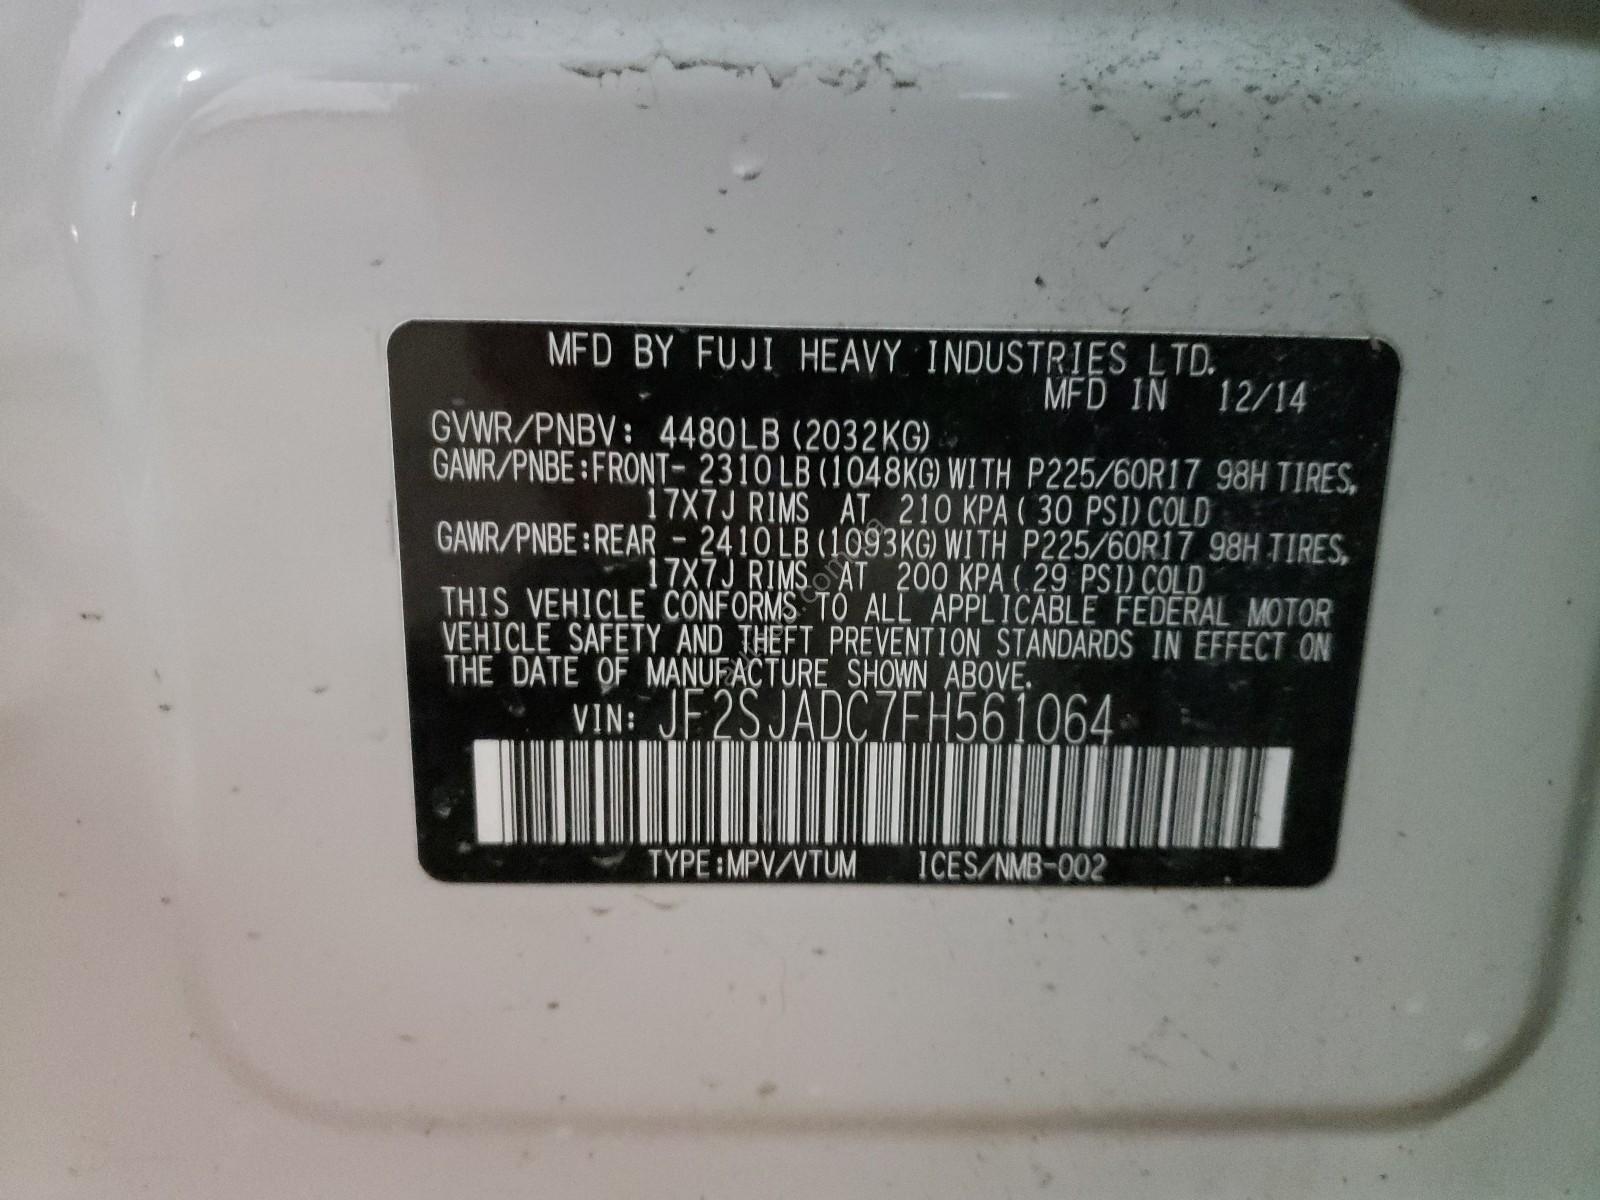 MFD BY FUJI HEAVY INDUSTRIES LTD.
MFD IN 12/14
GVWR/PNBV: 4480LB (2032KG)
GAWR/PNBE:FRONT- 2310LB (1048KG) WITH P225/60R17 98H TIRES,
17X7J RIMS AT 210 KPA ( 30 PSI) COLD
GAWR/PNBE:REAR - 2410LB (1093KG) WITH P225/60R17 98H TIRES,
17X7J RIMS AT 200 KPA ( 29 PSI) COLD
THIS VEHICLE CONFORMS TO ALL APPLICABLE FEDERAL MOTOR
VEHICLE SAFETY AND THEFT PREVENTION STANDARDS IN EFFECT ON
THE DATE OF MANUFACTURE SHOWN ABOVE.
VIN: JF2SJADC7FH561064
TYPE:MPV/VTUM ICES/NMB-002